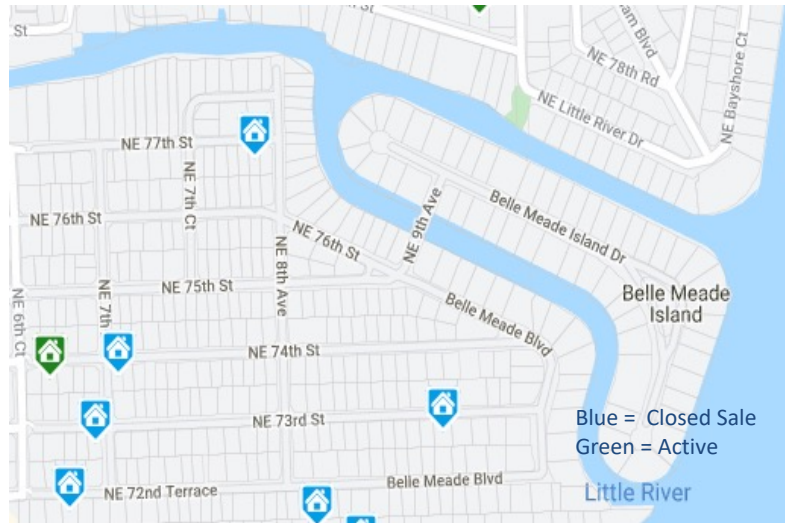 St
am Blvd
NE 78th Rd
NE Bayshore Ct
NE Little River Dr
NE 77th St
NE 7th Ct
NE 76th St
NE 9th Ave
Belle Meade Island Dr
NE 76th St
NE 8th Ave
NE 75th St
NE 7th
NE 6th Ct
Belle Meade
Island
Belle Meade Blvd
NE 74th St
Blue = Closed Sale
Green = Active
NE 73rd St
Belle Meade Blvd
NE 72nd Terrace
Little River